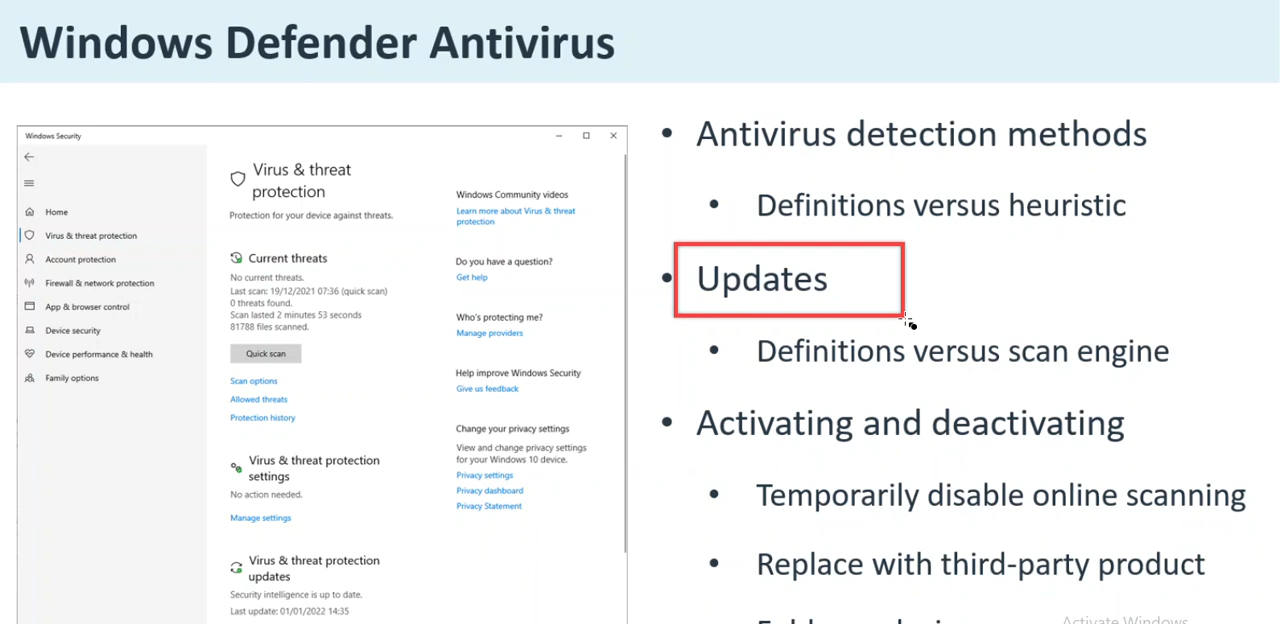 Windows Defender Antivirus
Windows Security
Home
Virus & threat protection
Account protection
Firewall & network protection
App & browser control
Device security
Device performance & health
Family options
Virus & threat
protection
Protection for your device against threats.
Current threats
No current threats.
Last scan: 19/12/2021 07:36 (quick scan)
0 threats found.
Scan lasted 2 minutes 53 seconds
81788 files scanned.
Quick scan
Scan options
Allowed threats
Protection history
Virus & threat protection
settings
No action needed.
Manage settings
Virus & threat protection
updates
Security intelligence is up to date.
Last update: 01/01/2022 14:35
Windows Community videos
Learn more about Virus & threat
protection
Do you have a question?
Get help
Who's protecting me?
Manage providers
Help improve Windows Security
Give us feedback
Change your privacy settings
View and change privacy settings
for your Windows 10 device.
Privacy settings
Privacy dashboard
Privacy Statement
• Antivirus detection methods
• Definitions versus heuristic
• Updates
• Definitions versus scan engine
• Activating and deactivating
• Temporarily disable online scanning
• Replace with third-party product
Activate Windows